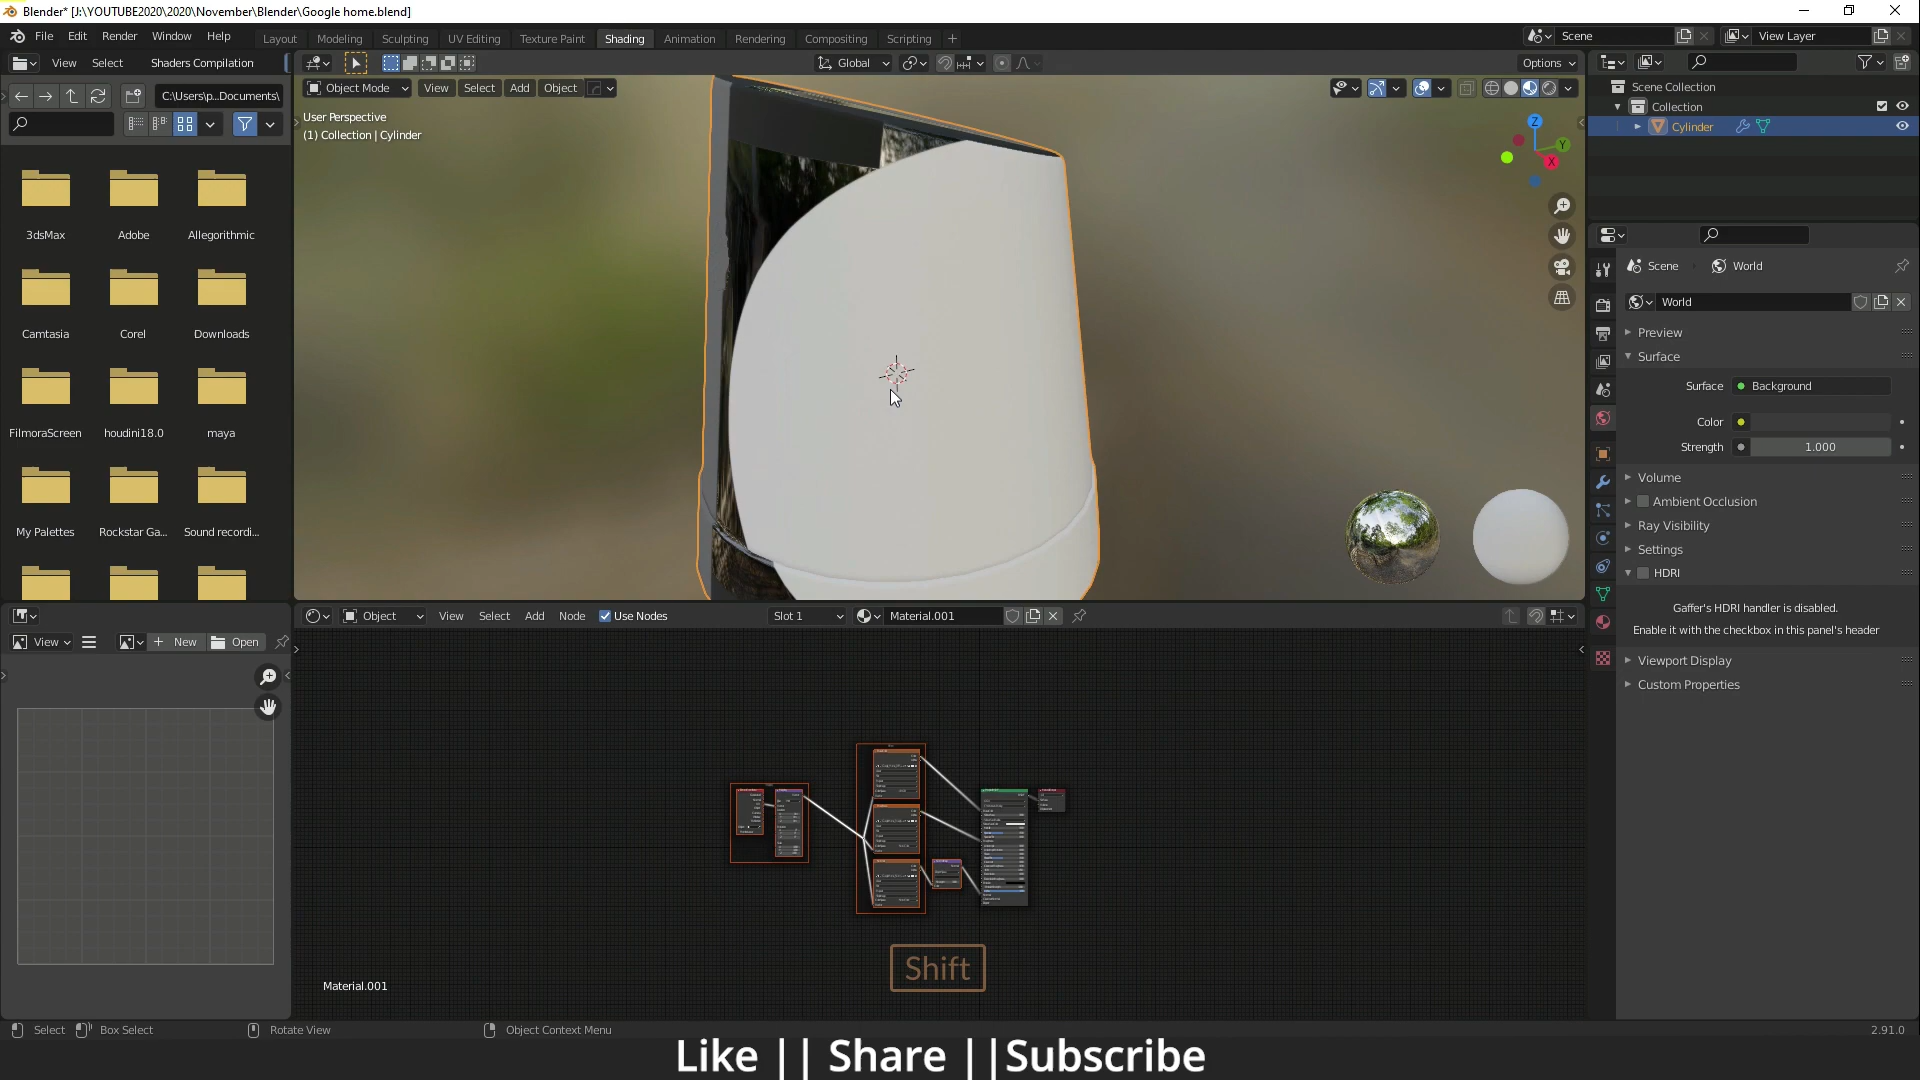 Blender* [J:\YOUTUBE2020\2020\November\Blender\Google home.blend]
File Edit Render Window Help
Layout Modeling Sculpting UV Editing Texture Paint Shading Animation Rendering Compositing Scripting +
Scene View Layer
View Select Shaders Compilation
Global Options
C:\Users\p...Documents\
Object Mode View Select Add Object
User Perspective
(1) Collection | Cylinder
Z
Y
X
Scene Collection
Collection
Cylinder
3dsMax Adobe Allegorithmic
Camtasia Corel Downloads
FilmoraScreen houdini18.0 maya
My Palettes Rockstar Ga... Sound recordi...
Scene World
World
Preview
Surface
Surface Background
Color
Strength 1.000
Volume
Ambient Occlusion
Ray Visibility
Settings
HDRI
Gaffer's HDRI handler is disabled.
Enable it with the checkbox in this panel's header
Viewport Display
Custom Properties
View New Open
Object View Select Add Node Use Nodes Slot 1 Material.001
Shift
Material.001
Select Box Select Rotate View Object Context Menu 2.91.0
Like || Share ||Subscribe